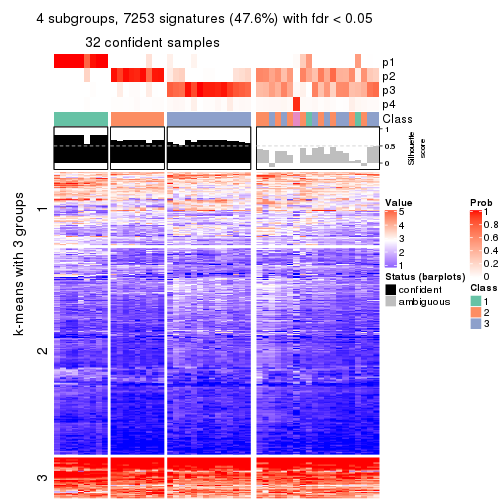 4 subgroups, 7253 signatures (47.6%) with fdr < 0.05
32 confident samples
p1
p2
p3
p4
Class
1
0.5
0
Silhouette
score
k-means with 3 groups
1
2
3
Value
5
4
3
2
1
Status (barplots)
confident
ambiguous
Prob
1
0.8
0.6
0.4
0.2
0
Class
1
2
3